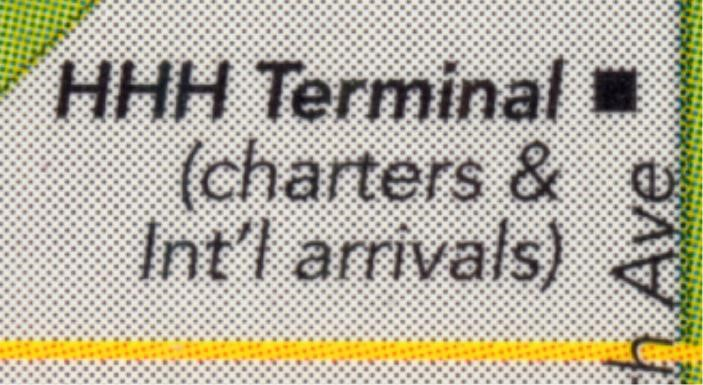 HHH Terminal
(charters &
Int'l arrivals)
h Ave